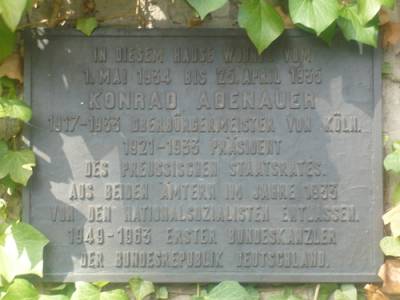 IN DIESEM HAUSE WOHNTE VOM
1. MAI 1934 BIS 25. APRIL 1935
KONRAD ADENAUER
1917-1933 OBERBÜRGERMEISTER VON KÖLN.
1921-1933 PRÄSIDENT
DES PREUSSISCHEN STAATSRATES.
AUS BEIDEN ÄMTERN IM JAHRE 1933
VON DEN NATIONALSOZIALISTEN ENTLASSEN.
1949-1963 ERSTER BUNDESKANZLER
DER BUNDESREPUBLIK DEUTSCHLAND.